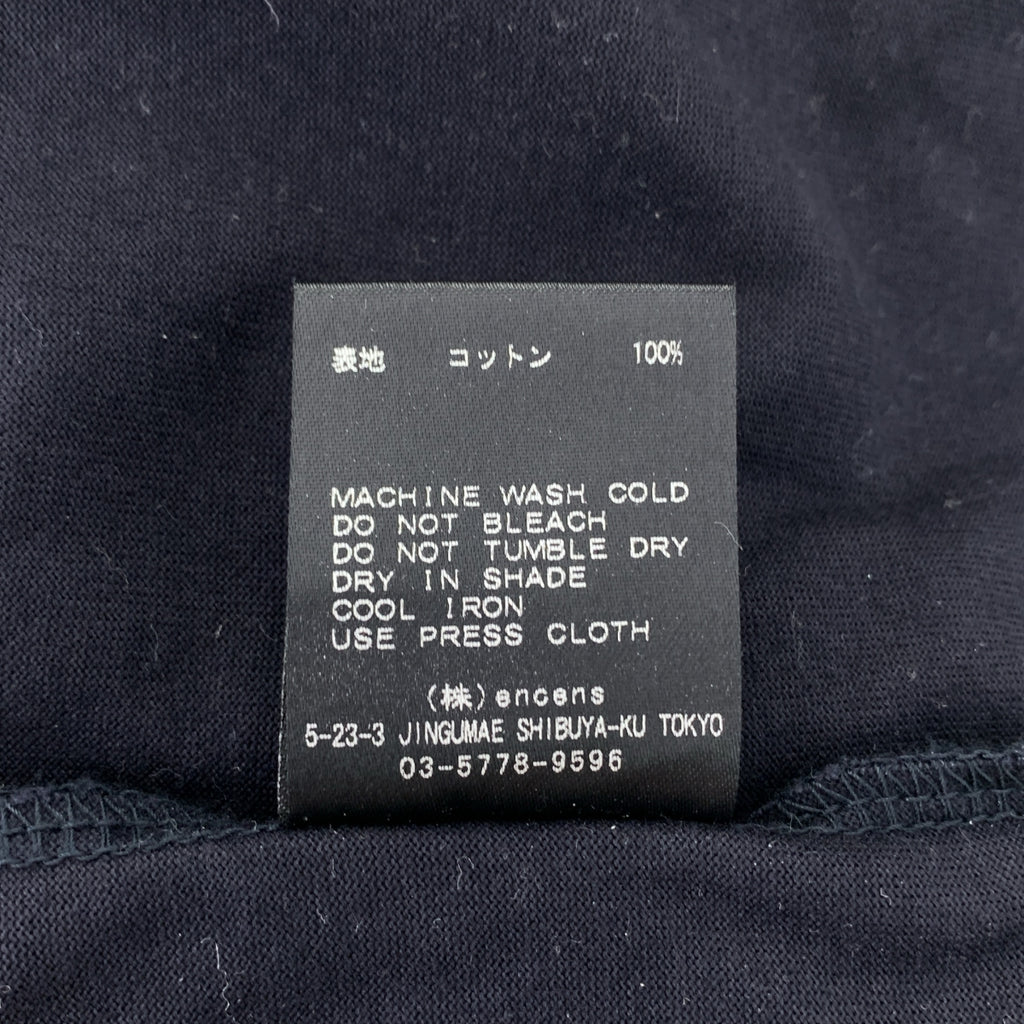 表地 コットン 100%
MACHINE WASH COLD
DO NOT BLEACH
DO NOT TUMBLE DRY
DRY IN SHADE
COOL IRON
USE PRESS CLOTH
(株)encens
5-23-3 JINGUMAE SHIBUYA-KU TOKYO
03-5778-9596